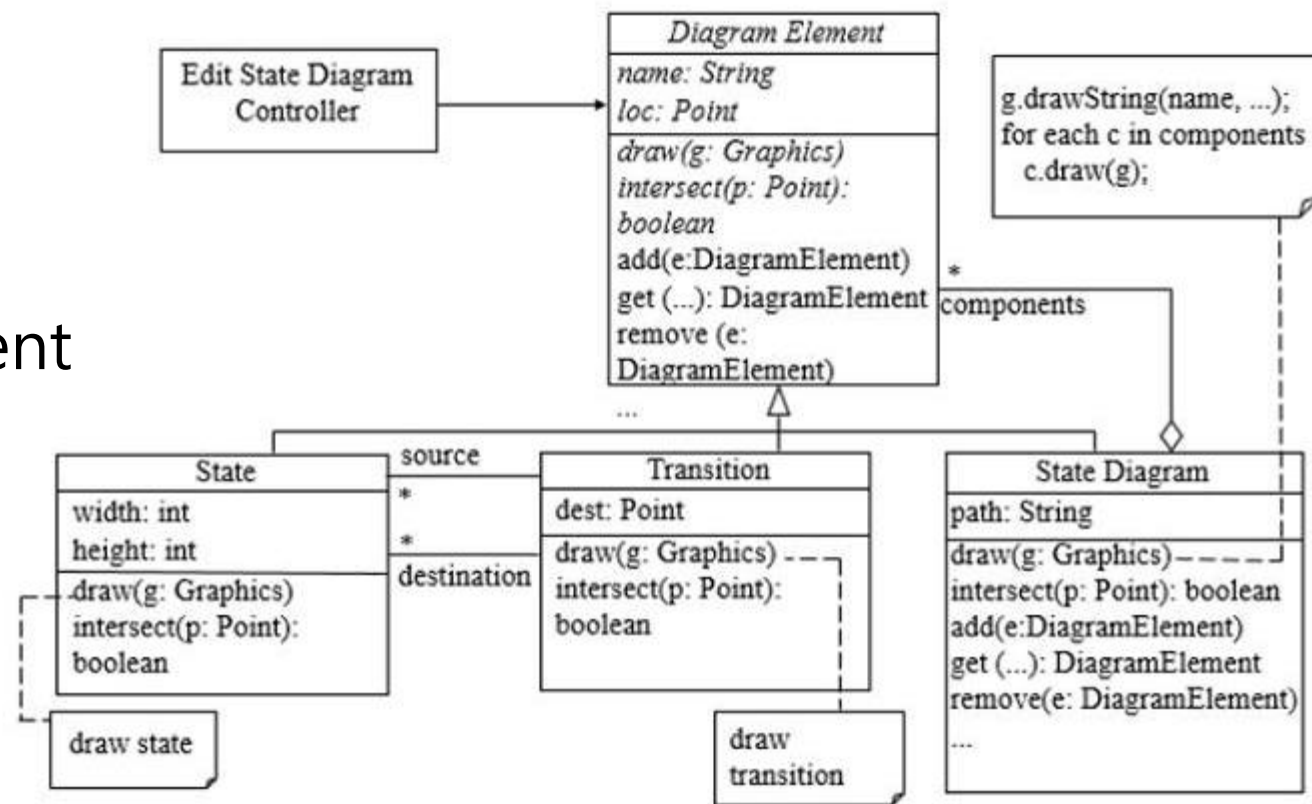 Edit State Diagram
Controller
Diagram Element
name: String
loc: Point
draw(g: Graphics)
intersect(p: Point):
boolean
add(e:DiagramElement)
get (...): DiagramElement
remove (e:
DiagramElement)
...
g.drawString(name, ...);
for each c in components
c.draw(g);
*
components
ent
State
width: int
height: int
draw(g: Graphics)
intersect(p: Point):
boolean
source
*
*
destination
Transition
dest: Point
draw(g: Graphics)
intersect(p: Point):
boolean
State Diagram
path: String
draw(g: Graphics)
intersect(p: Point): boolean
add(e:DiagramElement)
get (...): DiagramElement
remove(e: DiagramElement)
...
draw state
draw
transition